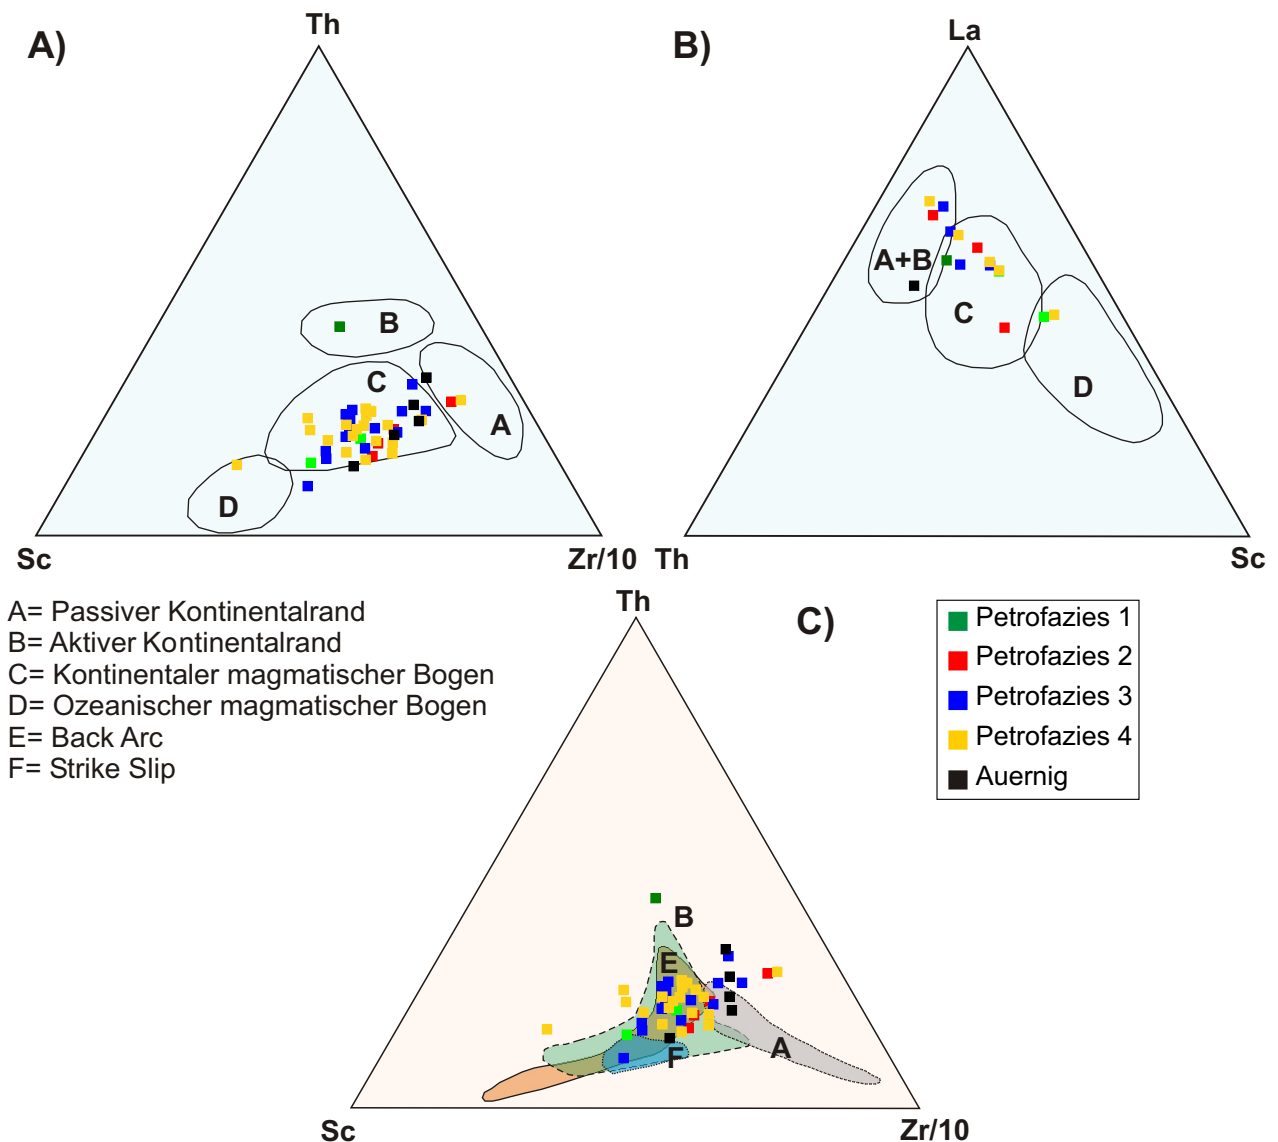 A)
Th
B
C
A
D
Sc
Zr/10
B)
La
A+B
C
D
Th
Sc
A= Passiver Kontinentalrand
B= Aktiver Kontinentalrand
C= Kontinentaler magmatischer Bogen
D= Ozeanischer magmatischer Bogen
E= Back Arc
F= Strike Slip
C)
Th
B
E
A
F
Sc
Zr/10
Petrofazies 1
Petrofazies 2
Petrofazies 3
Petrofazies 4
Auernig